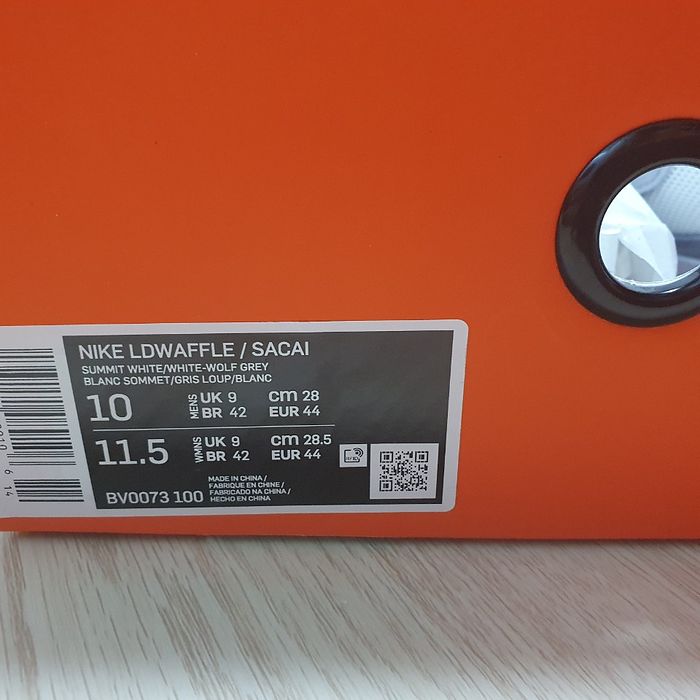 NIKE LDWAFFLE / SACAI
SUMMIT WHITE/WHITE-WOLF GREY
BLANC SOMMET/GRIS LOUP/BLANC
10 MENS UK 9 cm 28
BR 42 EUR 44
11.5 WMNS UK 9 cm 28.5
BR 42 EUR 44
BV0073 100
MADE IN CHINA /
FABRIQUE EN CHINE /
FABRICADO NA CHINA /
HECHO EN CHINA